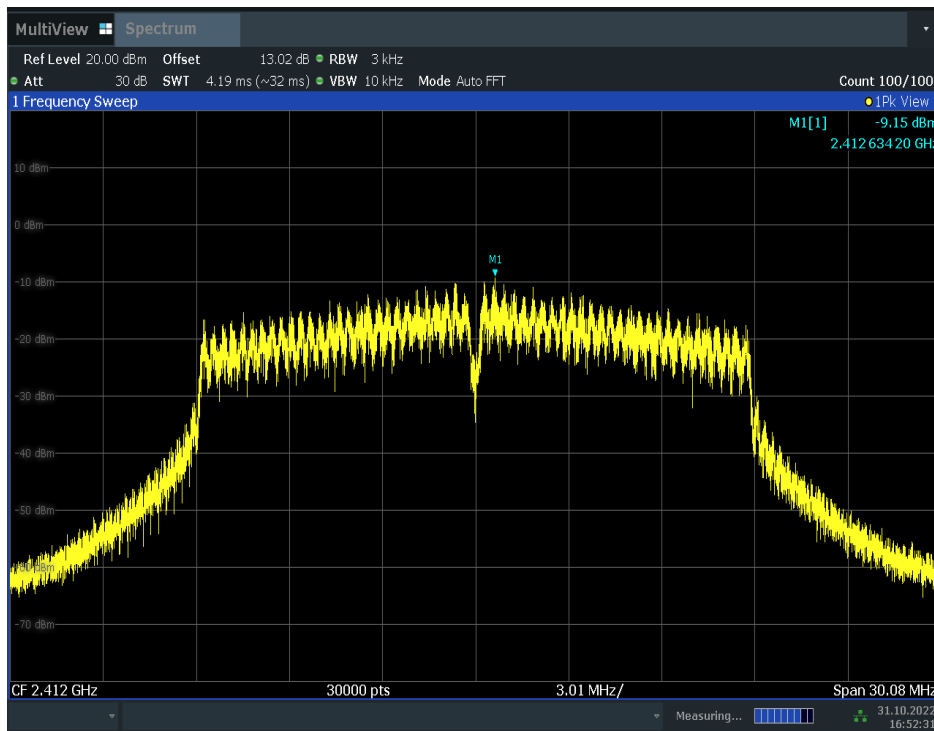 MultiView Spectrum
Ref Level 20.00 dBm Offset 13.02 dB RBW 3 kHz
Att 30 dB SWT 4.19 ms (~32 ms) VBW 10 kHz Mode Auto FFT Count 100/100
1 Frequency Sweep 1Pk View
M1[1] -9.15 dBm
2.412 634 20 GHz
10 dBm
0 dBm
M1
-10 dBm
-20 dBm
-30 dBm
-40 dBm
-50 dBm
-60 dBm
-70 dBm
CF 2.412 GHz 30000 pts 3.01 MHz/ Span 30.08 MHz
Measuring... 31.10.2022
16:52:31